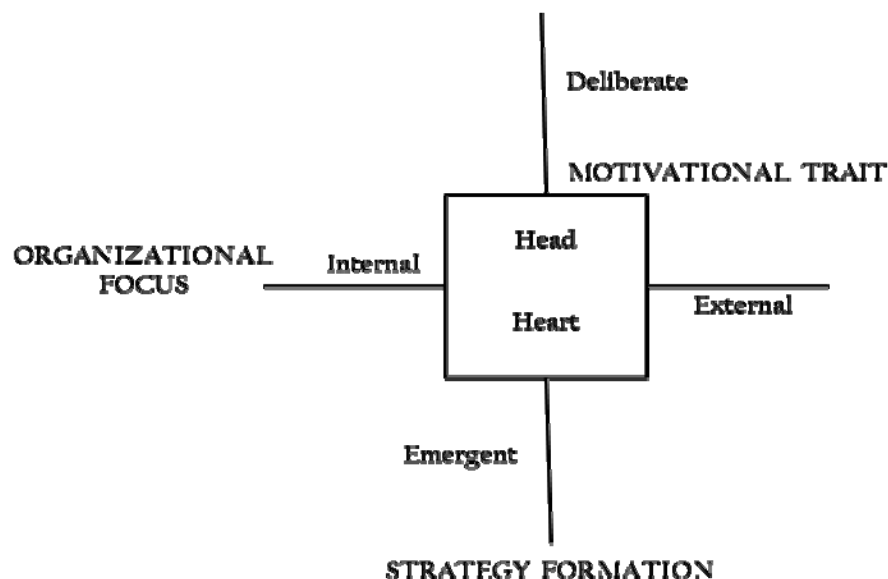 Deliberate
MOTIVATIONAL TRAIT
Head
ORGANIZATIONAL
FOCUS
Internal
External
Heart
Emergent
STRATEGY FORMATION